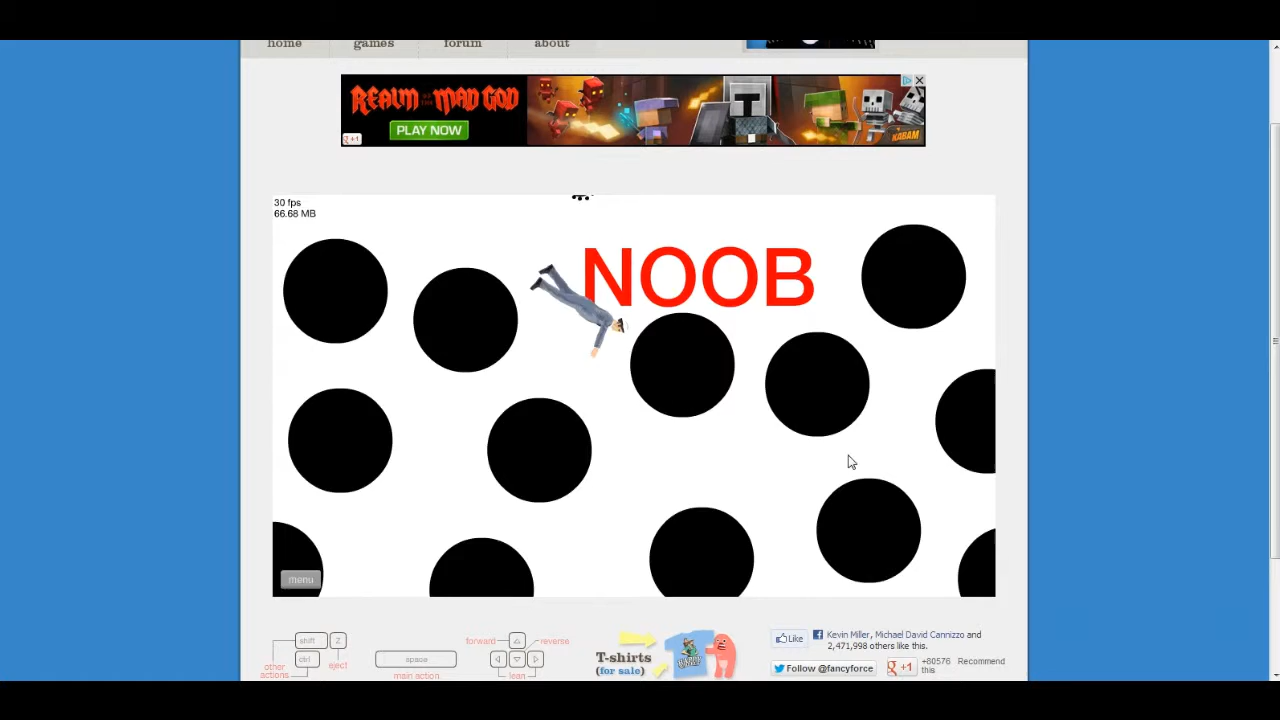 home games forum about
REALM OF THE MAD GOD
PLAY NOW
+1
KABAM
30 fps
66.68 MB
NOOB
menu
shift Z
ctrl
other actions
eject
space
main action
forward reverse
lean
T-shirts
(for sale)
Like
Kevin Miller, Michael David Cannizzo and
2,471,998 others like this.
Follow @fancyforce
+1
+80576 Recommend
this